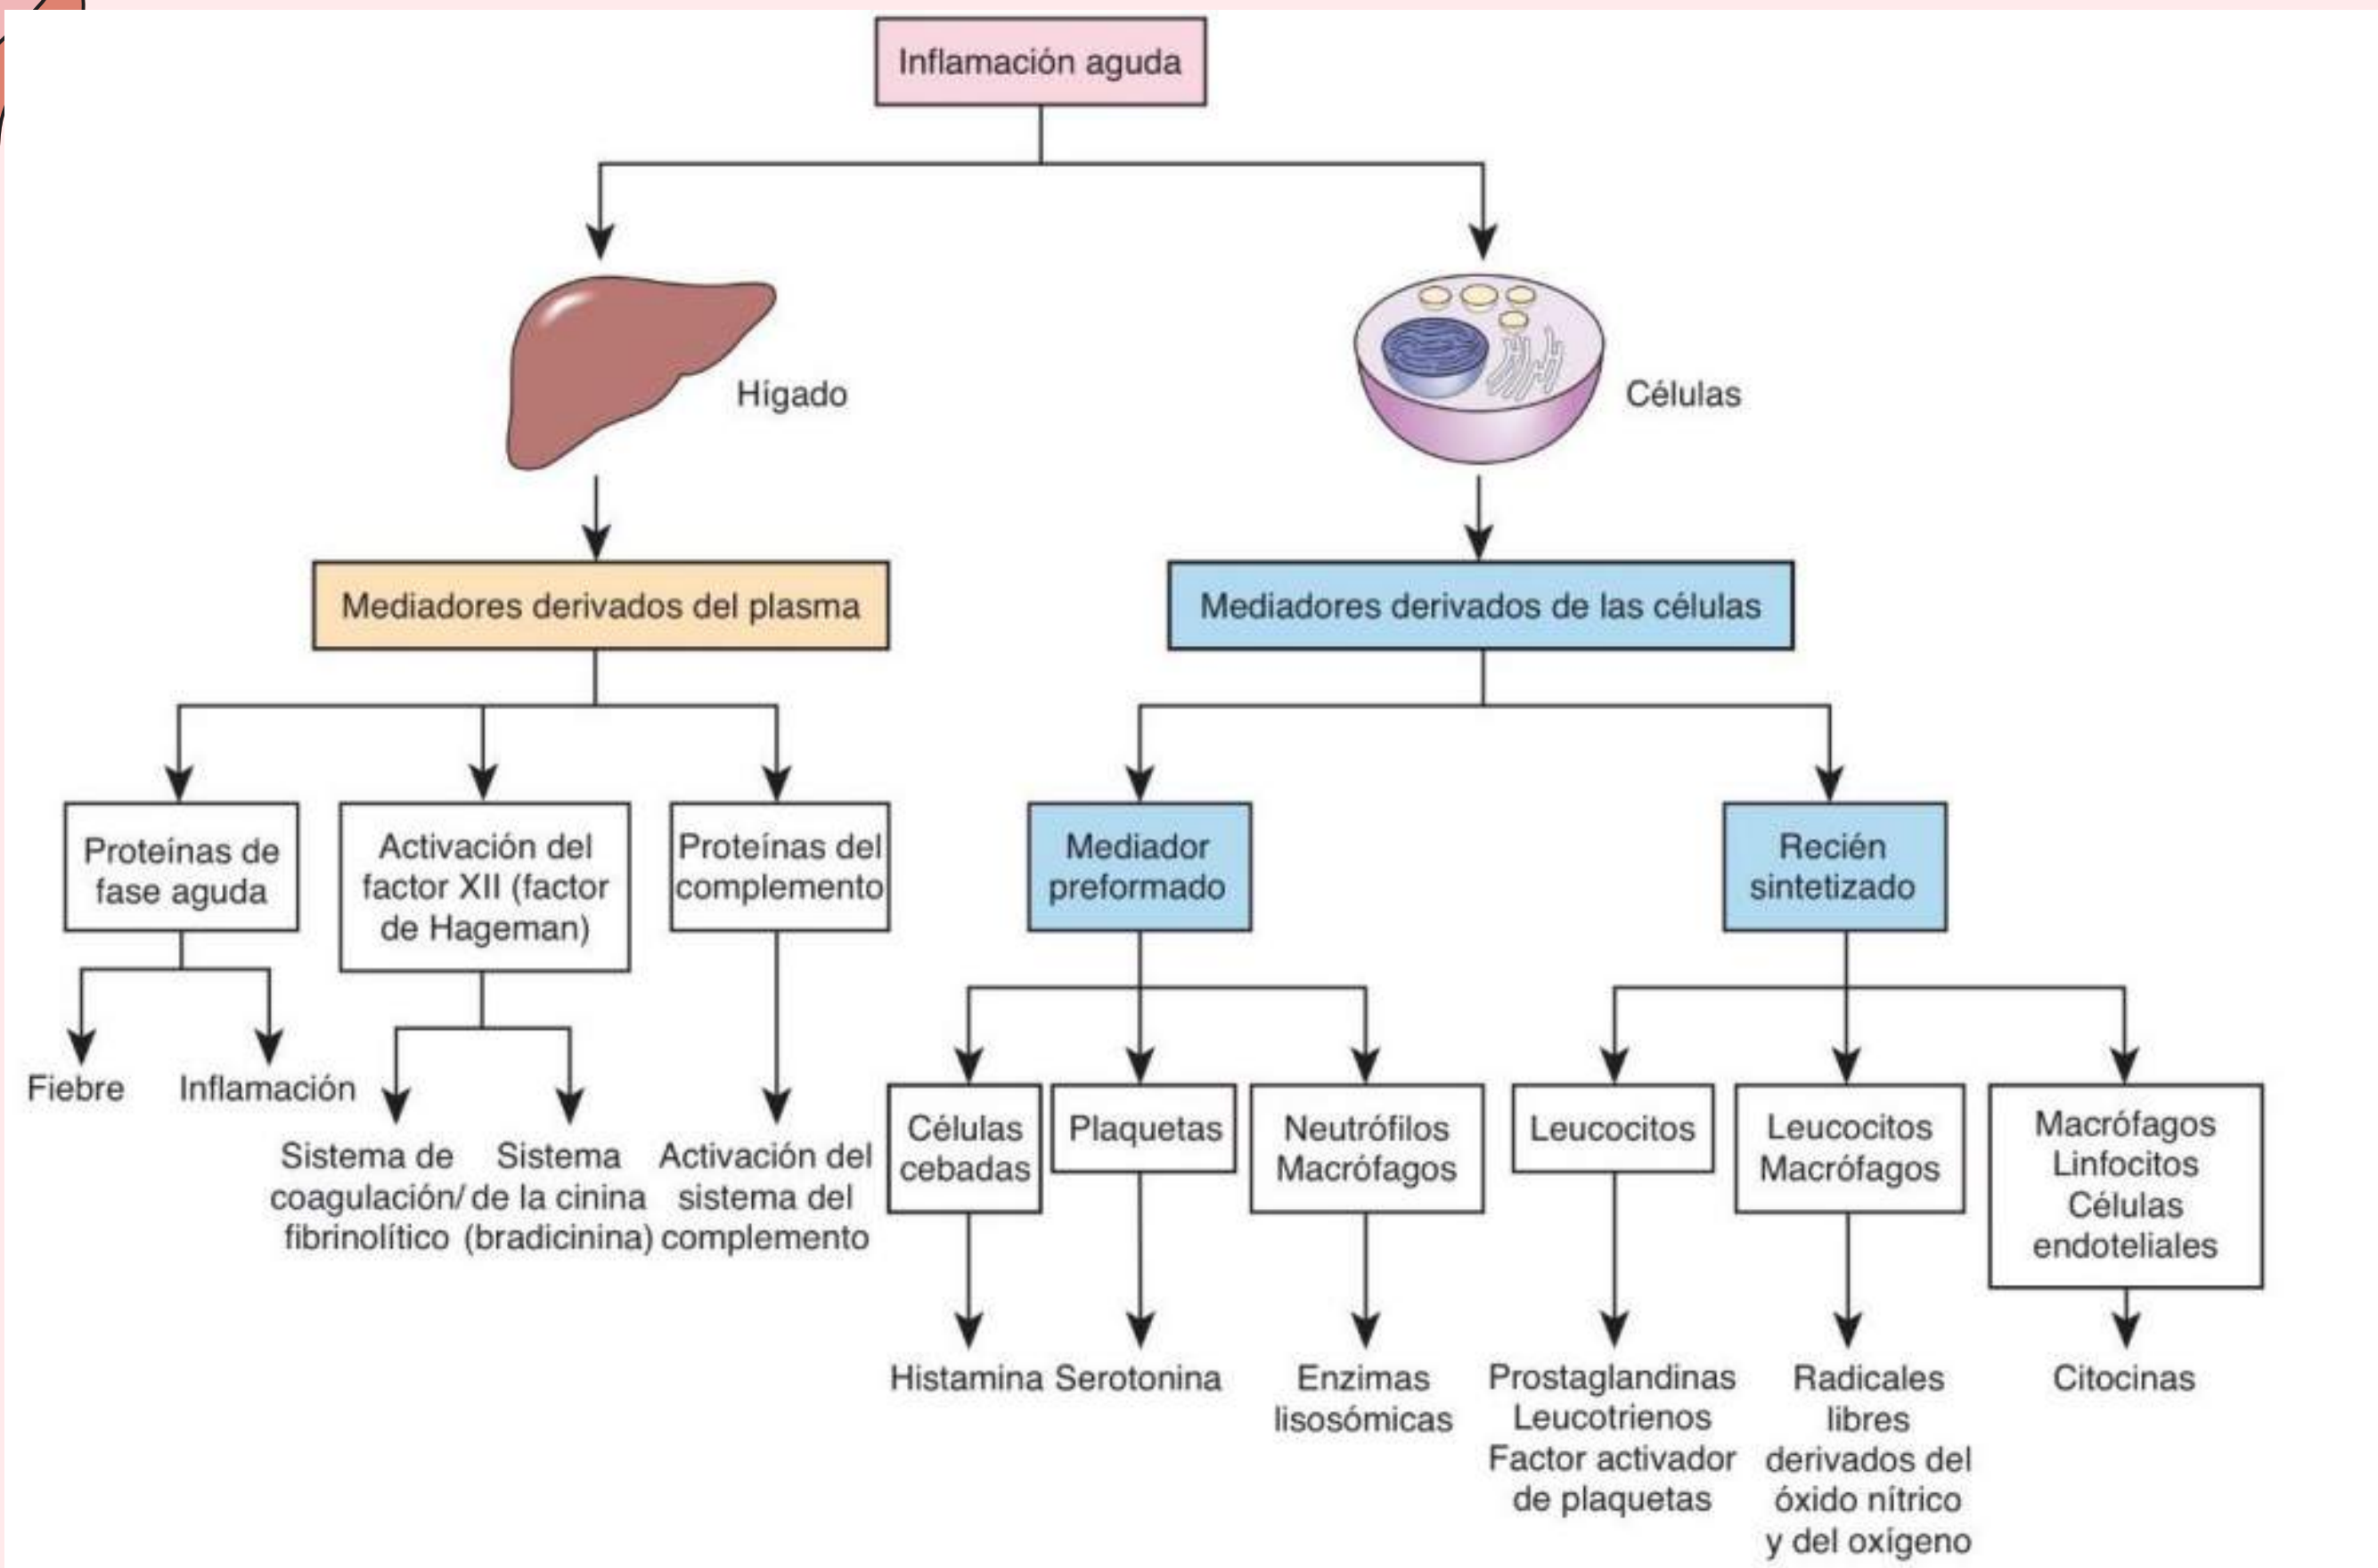 Inflamación aguda
Hígado
Células
Mediadores derivados del plasma
Mediadores derivados de las células
Proteínas de
fase aguda
Activación del
factor XII (factor
de Hageman)
Proteínas del
complemento
Mediador
preformado
Recién
sintetizado
Fiebre
Inflamación
Sistema de
coagulación/
fibrinolítico
Sistema
de la cinina
(bradicinina)
Activación del
sistema del
complemento
Células
cebadas
Plaquetas
Neutrófilos
Macrófagos
Leucocitos
Leucocitos
Macrófagos
Macrófagos
Linfocitos
Células
endoteliales
Histamina
Serotonina
Enzimas
lisosómicas
Prostaglandinas
Leucotrienos
Factor activador
de plaquetas
Radicales
libres
derivados del
óxido nítrico
y del oxígeno
Citocinas